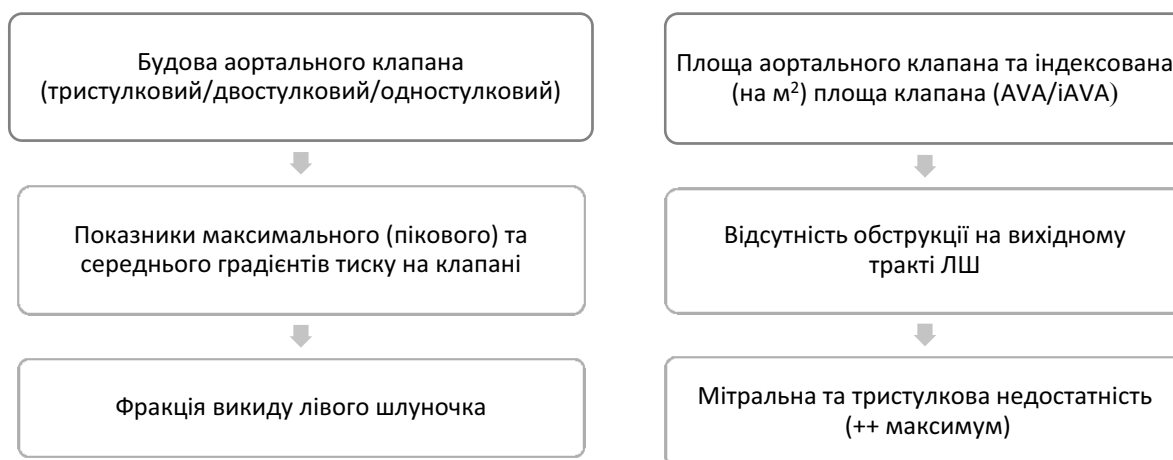 Будова аортального клапана
(тристулковий/двостулковий/одностулковий)
Показники максимального (пікового) та
середнього градієнтів тиску на клапані
Фракція викиду лівого шлуночка
Площа аортального клапана та індексована
(на м²) площа клапана (AVA/iAVA)
Відсутність обструкції на вихідному
тракті ЛШ
Мітральна та тристулкова недостатність
(++ максимум)